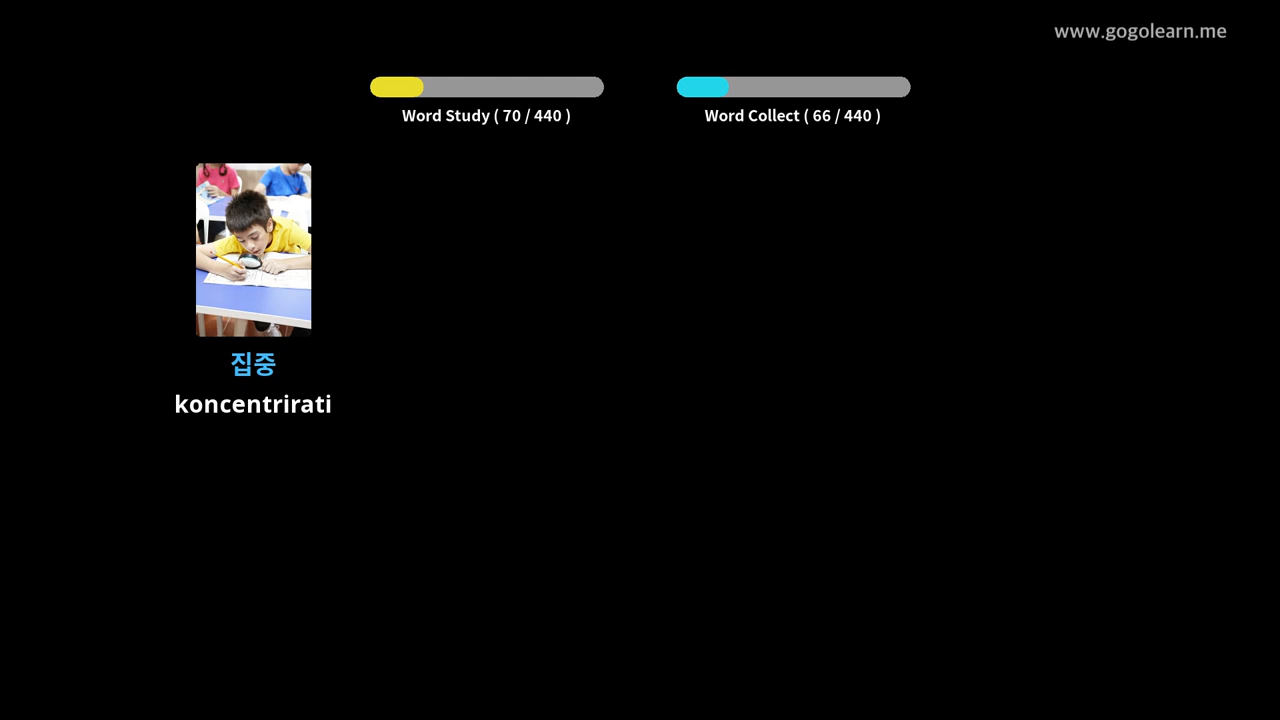 www.gogolearn.me
Word Study ( 70 / 440 )
Word Collect ( 66 / 440 )
집중
koncentrirati